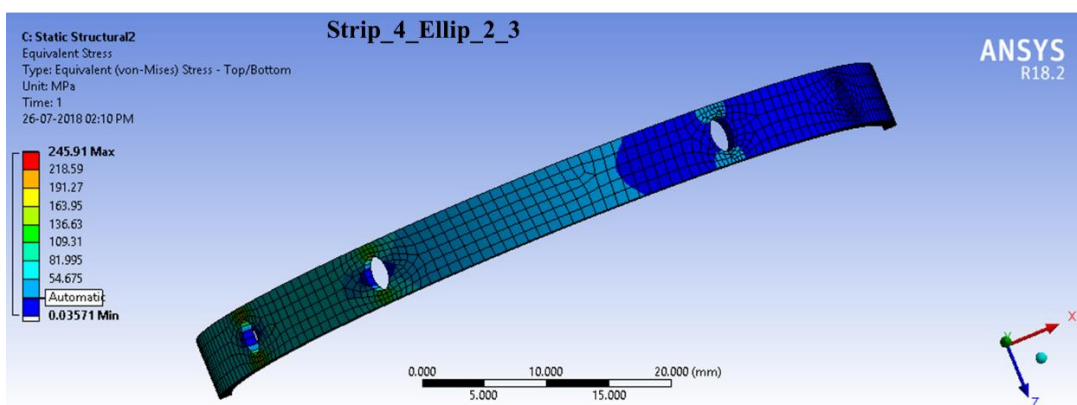 Strip_4_Ellip_2_3
C: Static Structural2
Equivalent Stress
Type: Equivalent (von-Mises) Stress - Top/Bottom
Unit: MPa
Time: 1
26-07-2018 02:10 PM
ANSYS
R18.2
245.91 Max
218.59
191.27
163.95
136.63
109.31
81.995
54.675
Automatic
0.03571 Min
0.000 10.000 20.000 (mm)
5.000 15.000
X
Y
Z